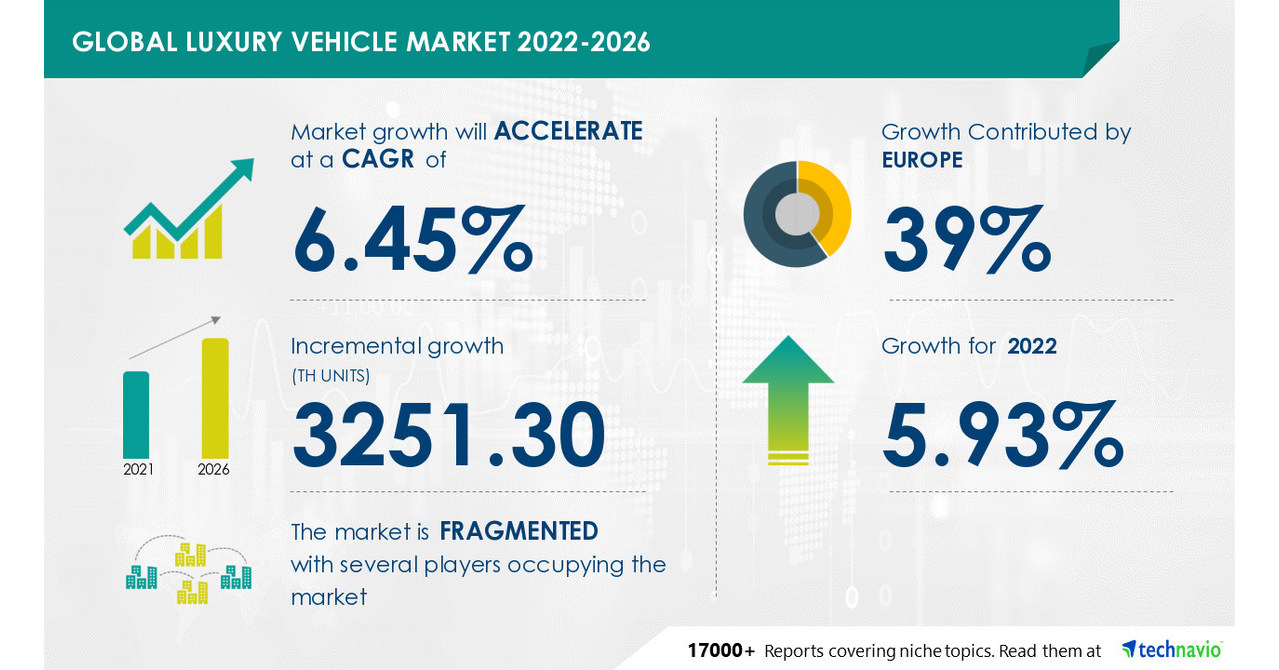 GLOBAL LUXURY VEHICLE MARKET 2022-2026
Market growth will ACCELERATE
at a CAGR of
6.45%
Incremental growth
(TH UNITS)
3251.30
2021
2026
The market is FRAGMENTED
with several players occupying the
market
Growth Contributed by
EUROPE
39%
Growth for 2022
5.93%
17000+ Reports covering niche topics. Read them at
technavio